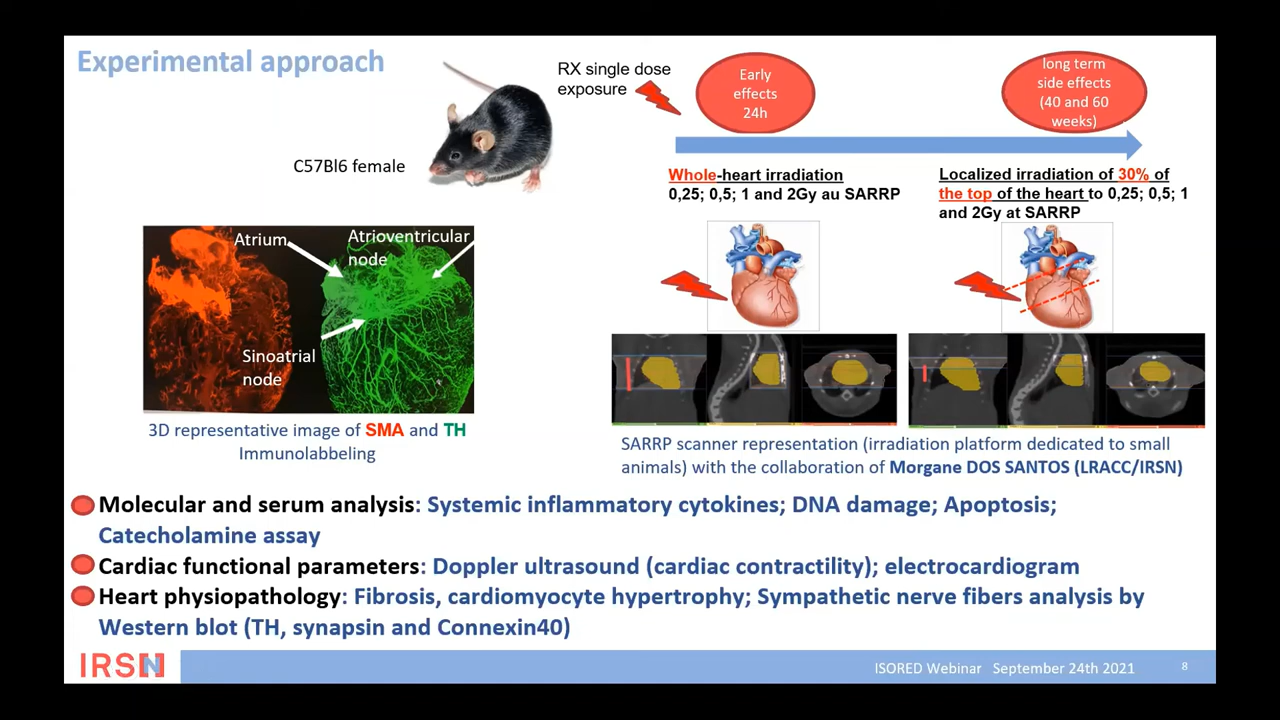 Experimental approach
RX single dose
exposure
Early
effects
24h
long term
side effects
(40 and 60
weeks)
C57Bl6 female
Whole-heart irradiation
0,25; 0,5; 1 and 2Gy au SARRP
Localized irradiation of 30% of
the top of the heart to 0,25; 0,5; 1
and 2Gy at SARRP
Atrium
Atrioventricular
node
Sinoatrial
node
3D representative image of SMA and TH
Immunolabbeling
SARRP scanner representation (irradiation platform dedicated to small
animals) with the collaboration of Morgane DOS SANTOS (LRACC/IRSN)
Molecular and serum analysis: Systemic inflammatory cytokines; DNA damage; Apoptosis;
Catecholamine assay
Cardiac functional parameters: Doppler ultrasound (cardiac contractility); electrocardiogram
Heart physiopathology: Fibrosis, cardiomyocyte hypertrophy; Sympathetic nerve fibers analysis by
Western blot (TH, synapsin and Connexin40)
IRSN
ISORED Webinar September 24th 2021
8